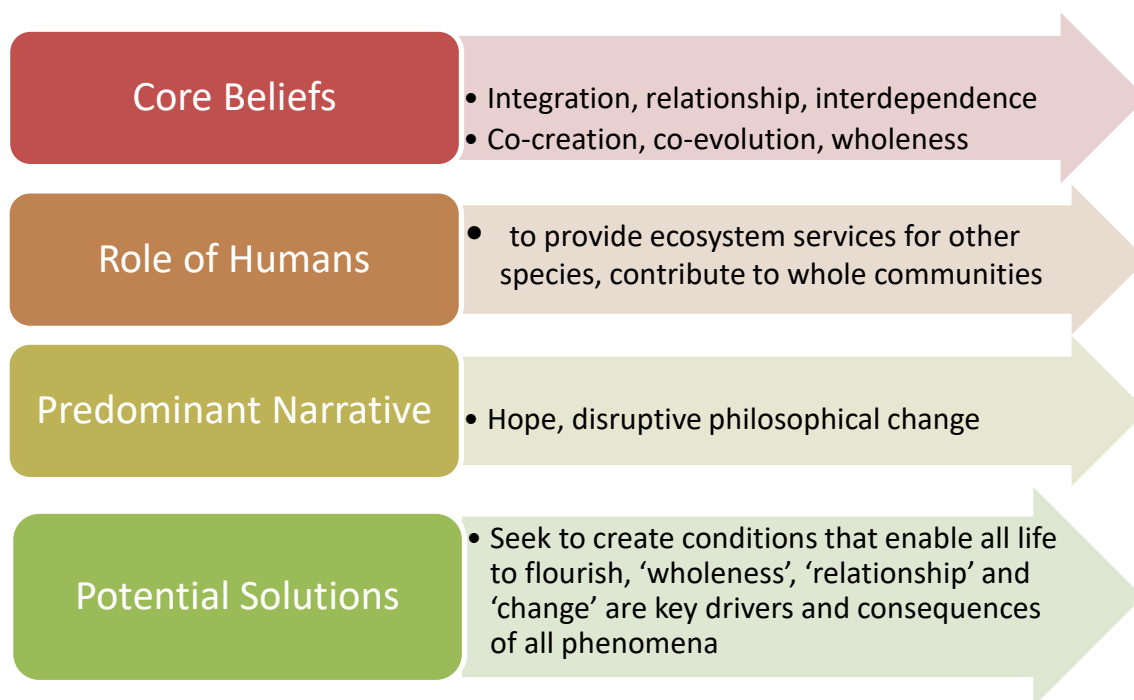 Core Beliefs
• Integration, relationship, interdependence
• Co-creation, co-evolution, wholeness
Role of Humans
• to provide ecosystem services for other
species, contribute to whole communities
Predominant Narrative
• Hope, disruptive philosophical change
Potential Solutions
• Seek to create conditions that enable all life
to flourish, ‘wholeness’, ‘relationship’ and
‘change’ are key drivers and consequences
of all phenomena